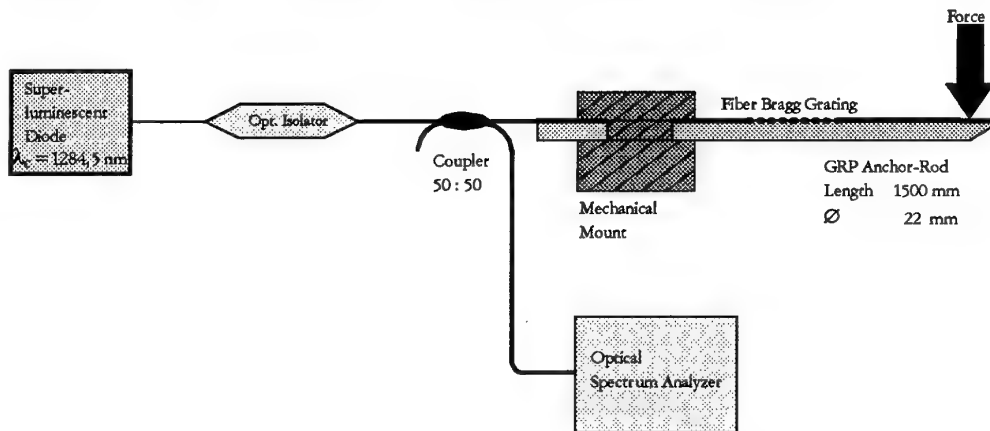 Force
Super-
luminescent
Diode
λc = 1284,5 nm
Opt. Isolator
Coupler
50 : 50
Mechanical
Mount
Fiber Bragg Grating
GRP Anchor-Rod
Length 1500 mm
Ø 22 mm
Optical
Spectrum Analyzer